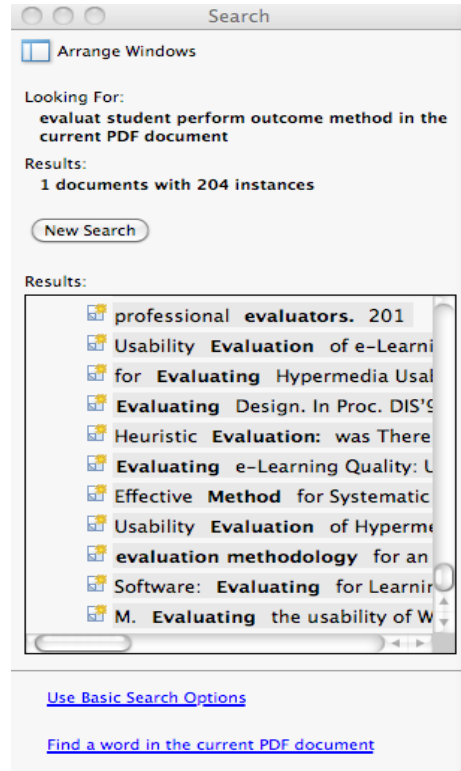 Search
Arrange Windows
Looking For:
evaluat student perform outcome method in the
current PDF document
Results:
1 documents with 204 instances
New Search
Results:
professional evaluators. 201
Usability Evaluation of e-Learni
for Evaluating Hypermedia Usal
Evaluating Design. In Proc. DIS'9
Heuristic Evaluation: was There
Evaluating e-Learning Quality: U
Effective Method for Systematic
Usability Evaluation of Hyperme
evaluation methodology for an
Software: Evaluating for Learnin
M. Evaluating the usability of W
Use Basic Search Options
Find a word in the current PDF document